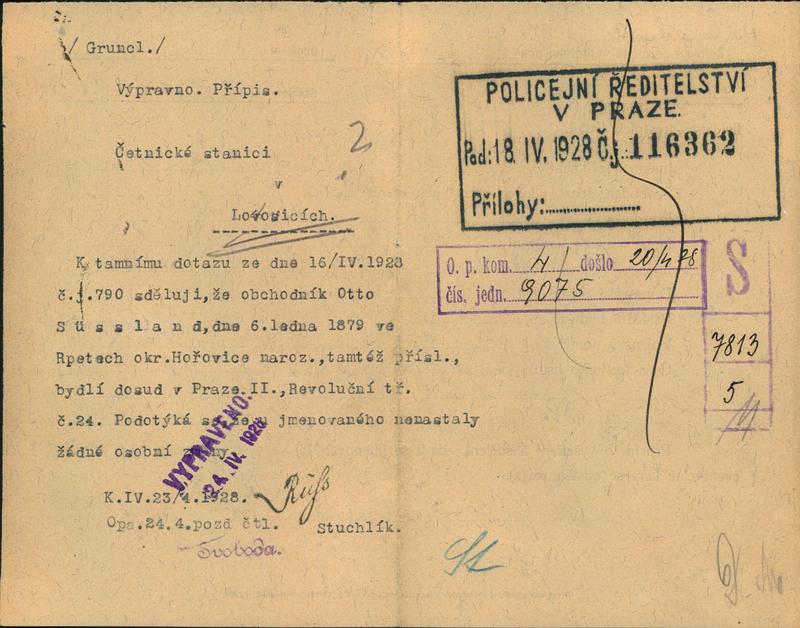 / Gruncl./
Výpravno. Přípis.
Četnické stanici
2
v
Lovosicích.
K tamnímu dotazu ze dne 16/IV.1928
č.j.790 sděluji,že obchodník Otto
S ü s s l a n d,dne 6.ledna 1879 ve
Rpetech okr.Hořovice naroz.,tamtéž přísl.,
bydlí dosud v Praze II.,Revoluční tř.
č.24. Podotýká se,že u jmenovaného nenastaly
žádné osobní změny
VYPRAVENO:
24. IV. 1928
K.IV.23/4.1928.
Opa.24.4.pozd čtl.
Stuchlík.
Svoboda.
POLICEJNÍ ŘEDITELSTVÍ
V PRAZE.
Pod: 18. IV. 1928 Č.j.: 116362
Přílohy:
O. p. kom. 4/ došlo 20/4 28
čís. jedn. 9075
S
7813
5
St